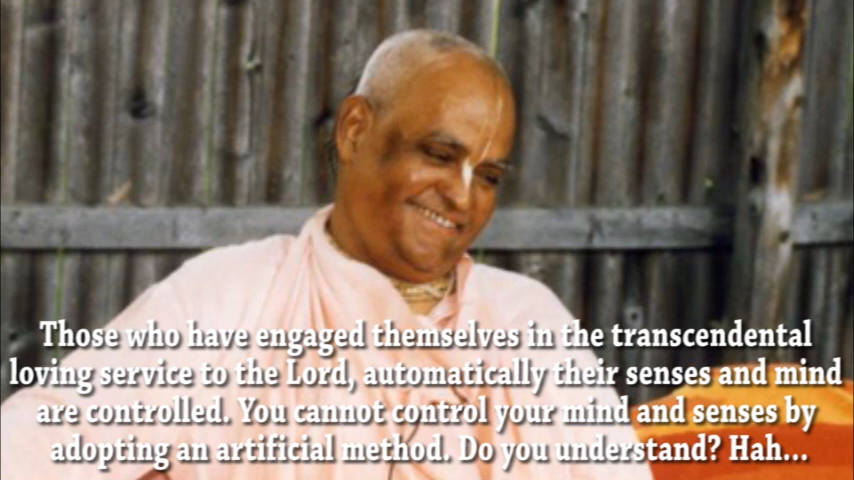 Those who have engaged themselves in the transcendental
loving service to the Lord, automatically their senses and mind
are controlled. You cannot control your mind and senses by
adopting an artificial method. Do you understand? Hah...